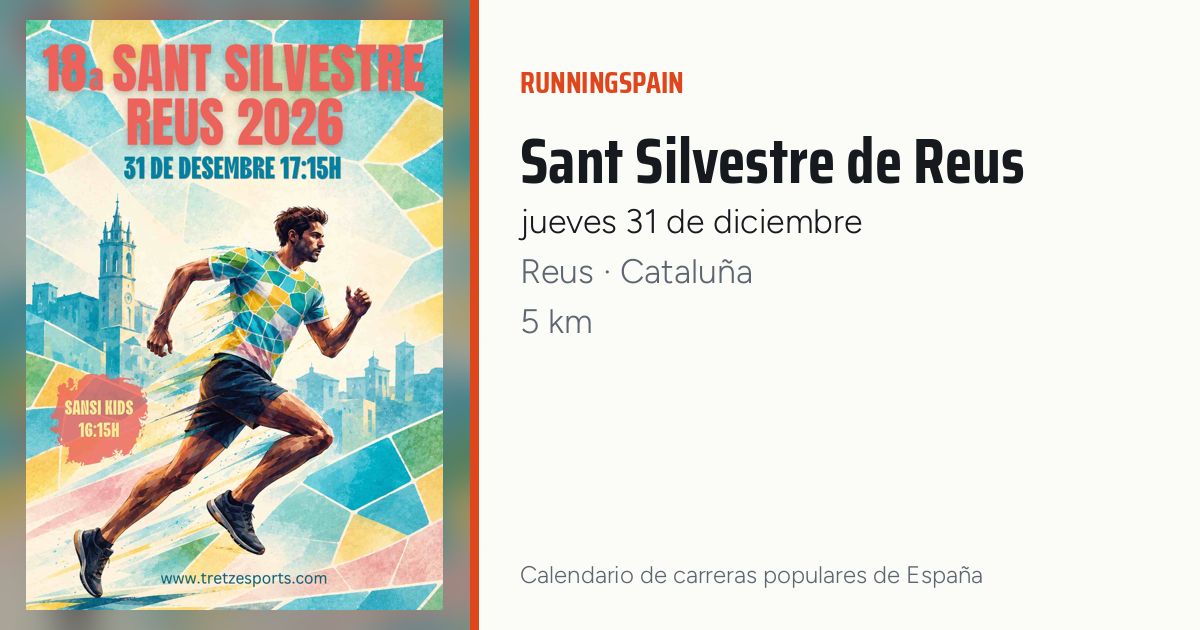 18a SANT SILVESTRE
REUS 2026
31 DE DESEMBRE 17:15H
SANSI KIDS
16:15H
www.tretzesports.com
RUNNINGSPAIN
Sant Silvestre de Reus
jueves 31 de diciembre
Reus · Cataluña
5 km
Calendario de carreras populares de España